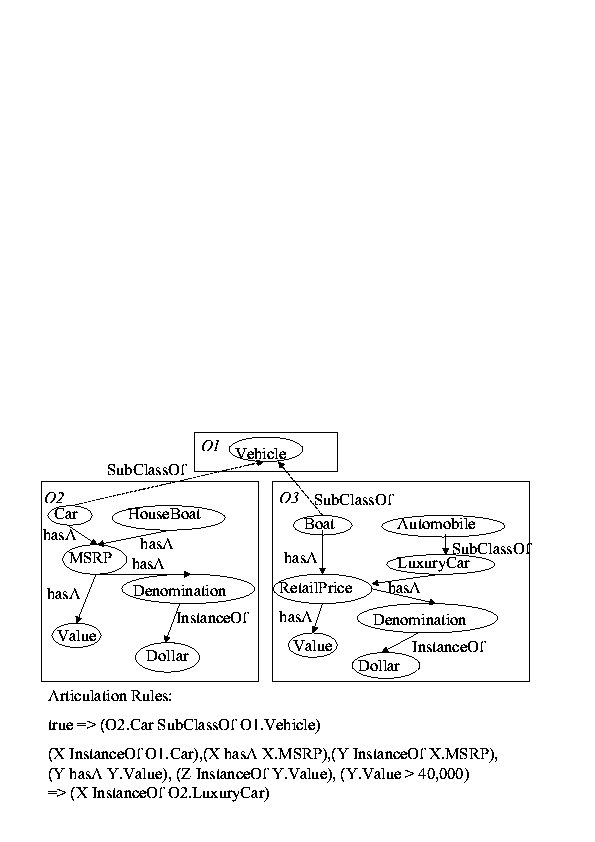 O1
Vehicle
SubClassOf
O2
Car
HouseBoat
hasA
hasA
MSRP
hasA
hasA
Denomination
InstanceOf
Value
Dollar
O3
SubClassOf
Boat
Automobile
SubClassOf
hasA
LuxuryCar
RetailPrice
hasA
hasA
Denomination
Value
InstanceOf
Dollar
Articulation Rules:
true => (O2.Car SubClassOf O1.Vehicle)
(X InstanceOf O1.Car),(X hasA X.MSRP),(Y InstanceOf X.MSRP),
(Y hasA Y.Value), (Z InstanceOf Y.Value), (Y.Value > 40,000)
=> (X InstanceOf O2.LuxuryCar)